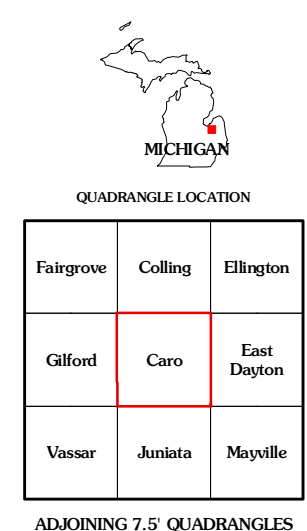 MICHIGAN
QUADRANGLE LOCATION
Fairgrove Colling Ellington
Gilford Caro East
Dayton
Vassar Juniata Mayville
ADJOINING 7.5' QUADRANGLES